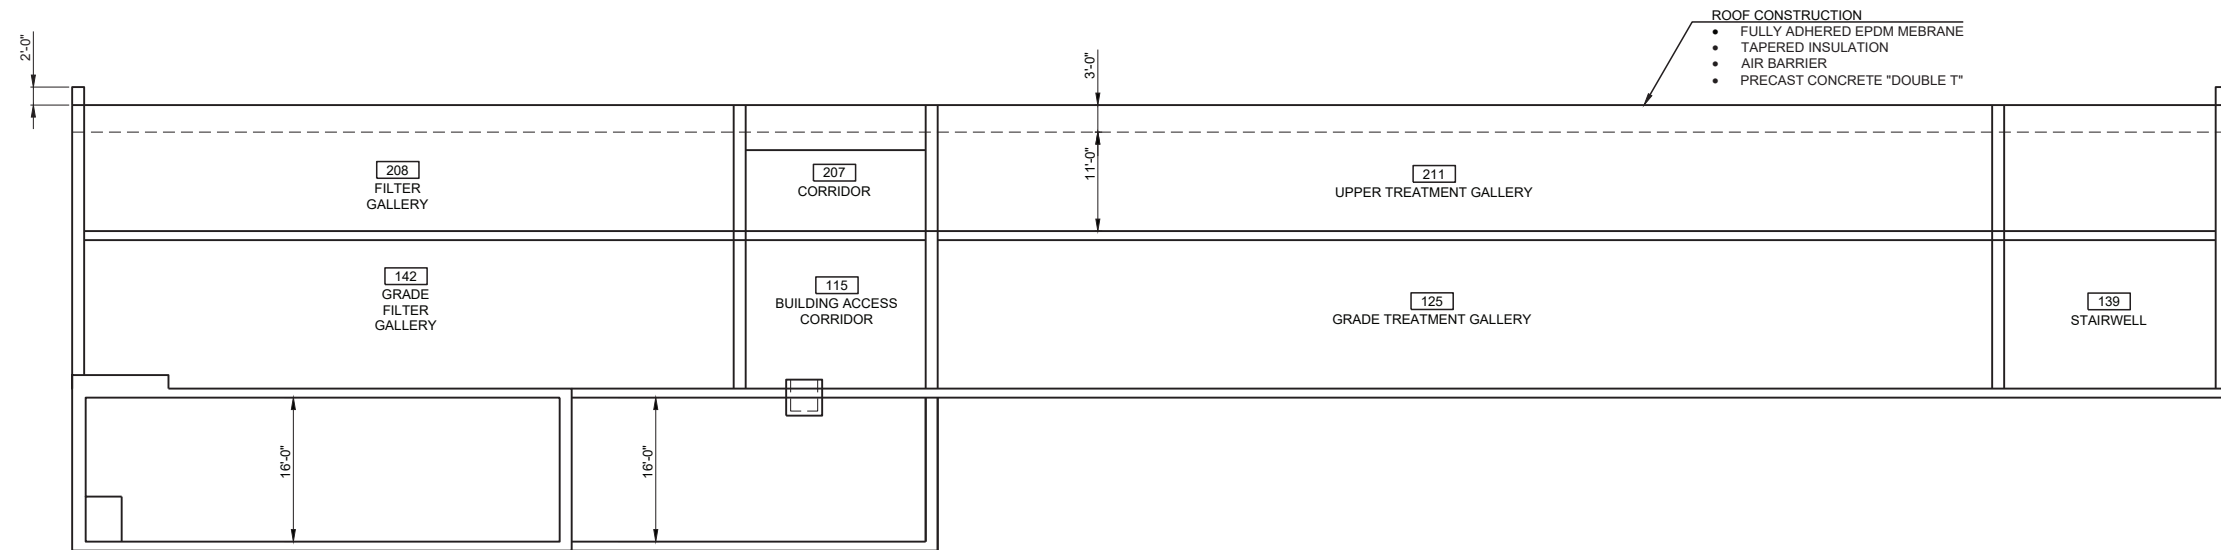 ROOF CONSTRUCTION
• FULLY ADHERED EPDM MEBRANE
• TAPERED INSULATION
• AIR BARRIER
• PRECAST CONCRETE "DOUBLE T"
2'-0"
3'-0"
11'-0"
208
FILTER
GALLERY
207
CORRIDOR
211
UPPER TREATMENT GALLERY
142
GRADE
FILTER
GALLERY
115
BUILDING ACCESS
CORRIDOR
125
GRADE TREATMENT GALLERY
139
STAIRWELL
16'-0"
16'-0"